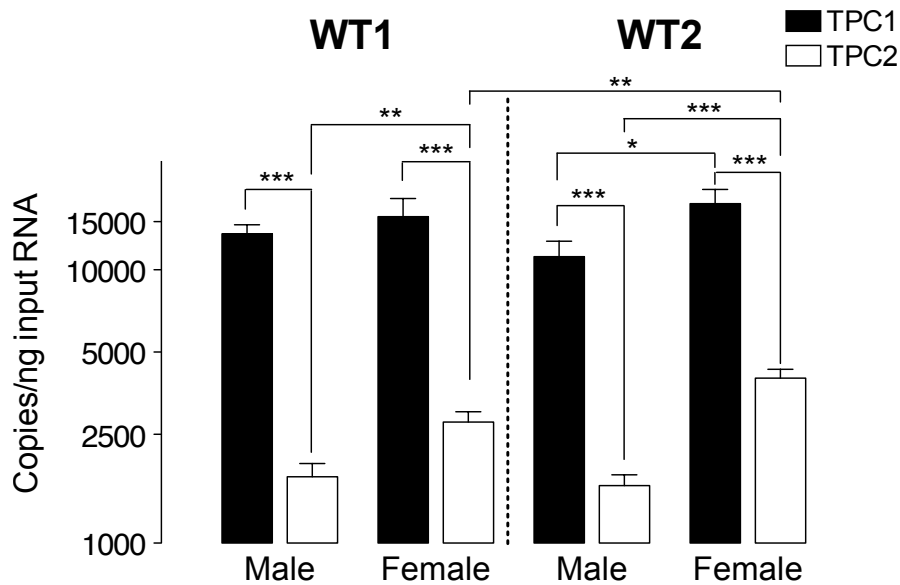 WT1
WT2
TPC1
TPC2
**
**
***
***
***
*
***
***
15000
10000
5000
2500
1000
Copies/ng input RNA
Male
Female
Male
Female